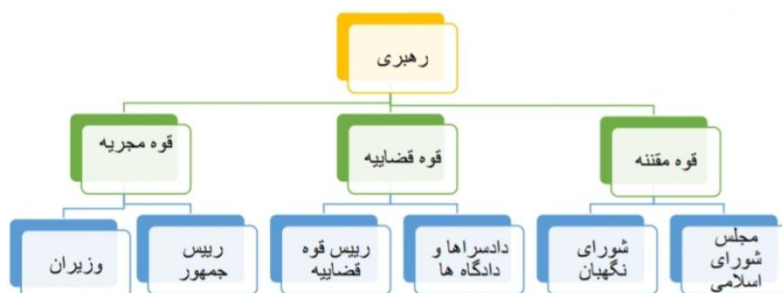 رهبری
قوه مقننه
قوه قضاییه
قوه مجریه
مجلس
شورای
اسلامی
شورای
نگهبان
دادسراها و
دادگاه ها
رییس قوه
قضاییه
رییس
جمهور
وزیران